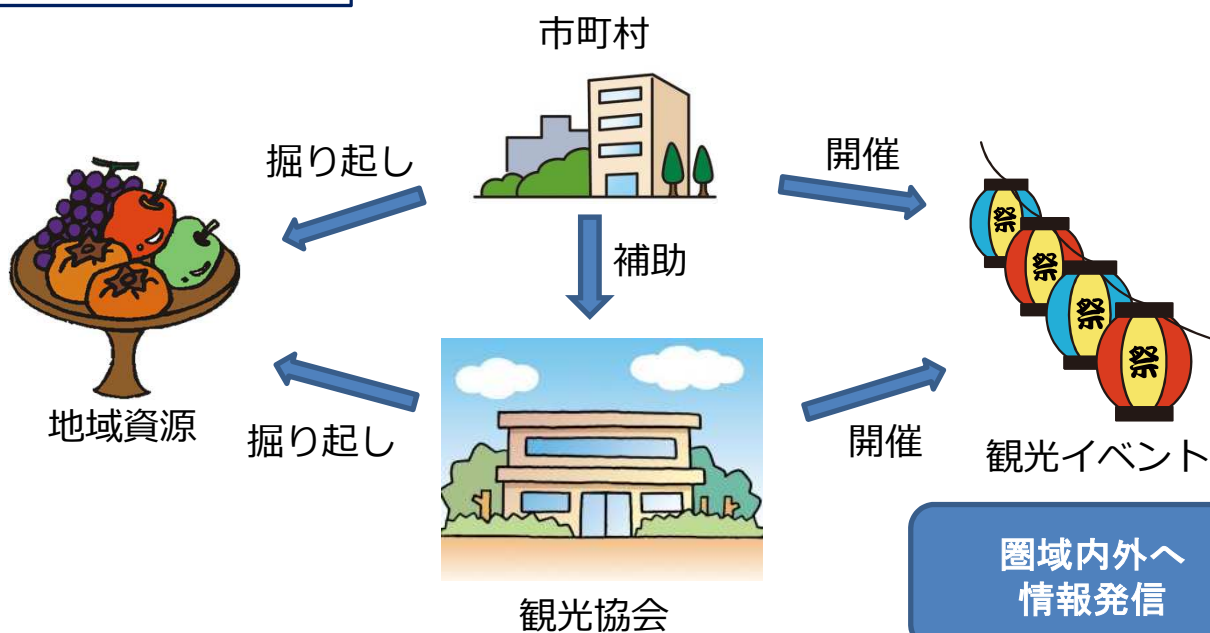 市町村
掘り起し
開催
補助
祭
祭
祭
祭
地域資源
掘り起し
開催
観光イベント
圏域内外へ
情報発信
観光協会